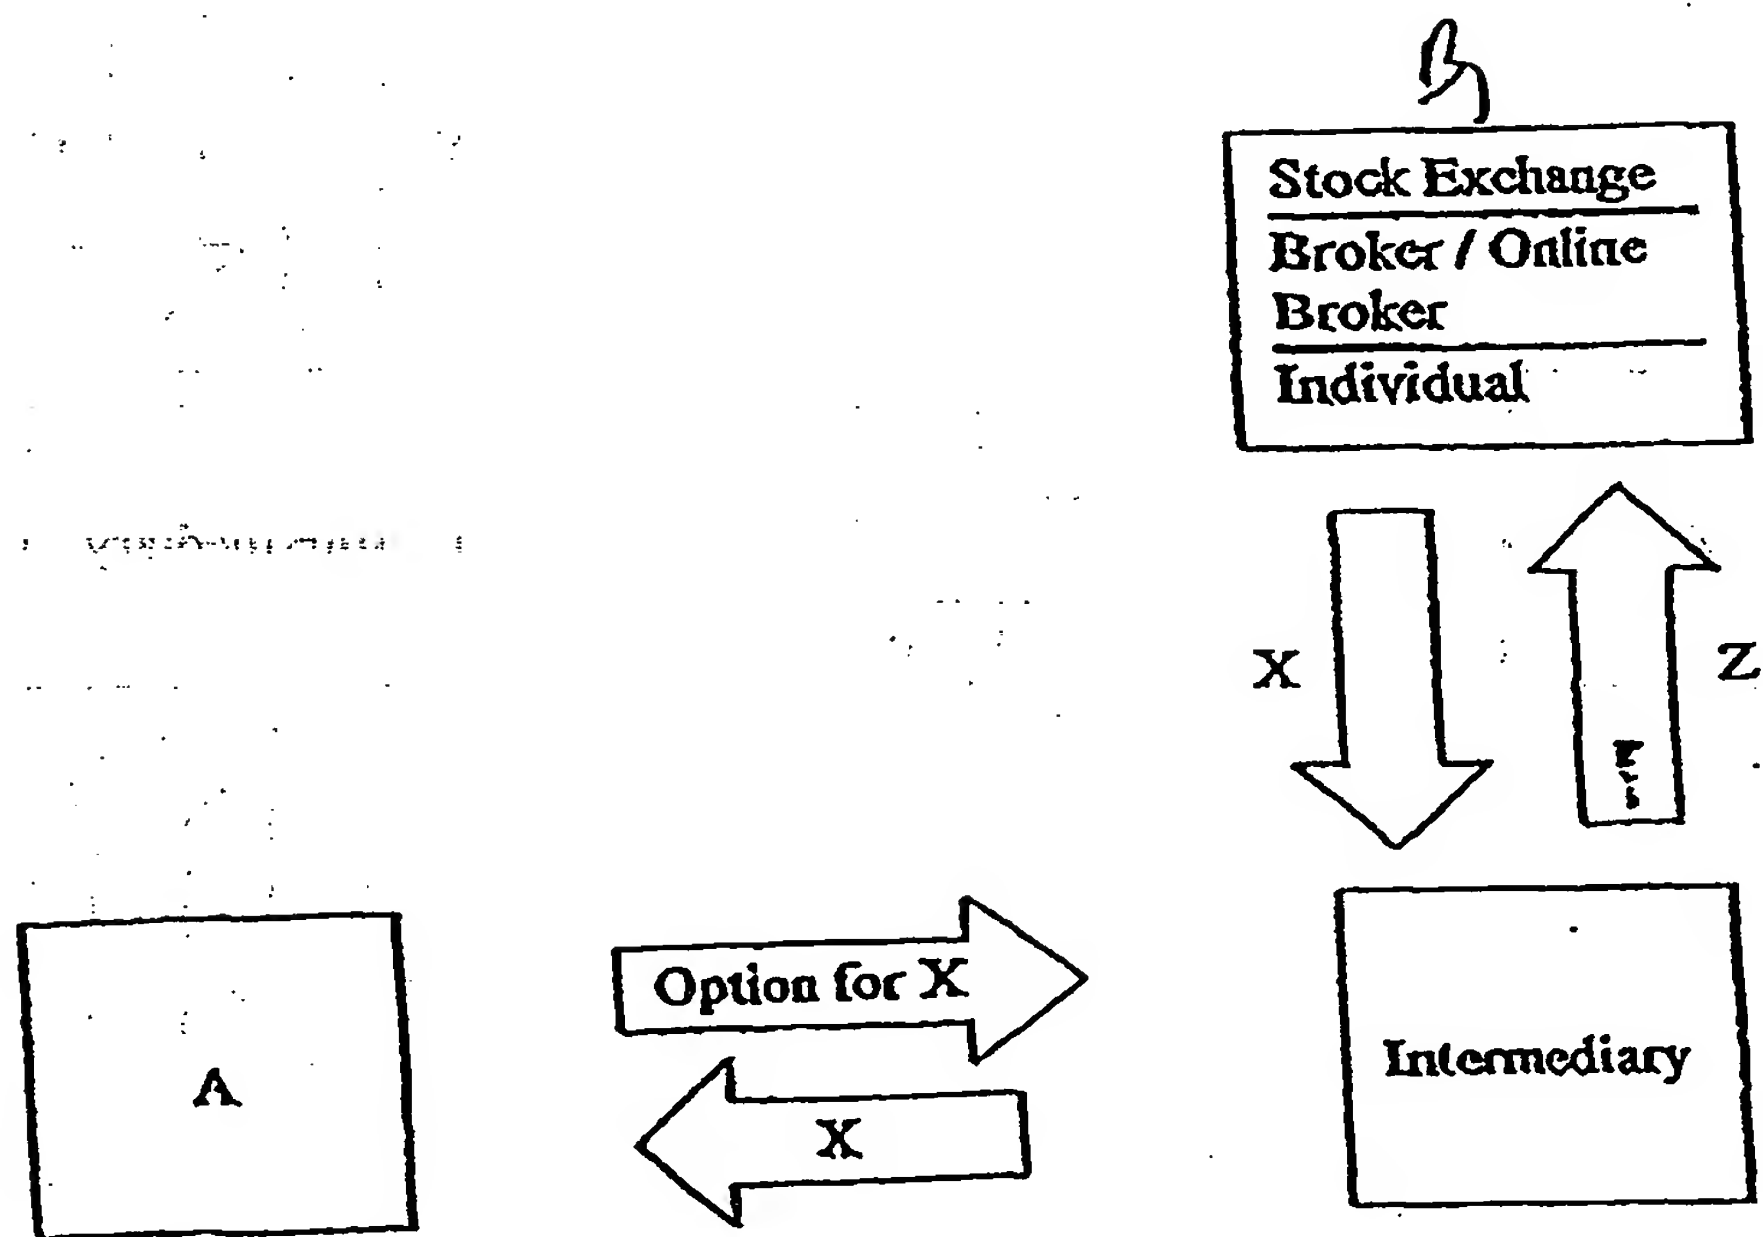 B
Stock Exchange
Broker / Online
Broker
Individual
X
Z
Option for X
A
Intermediary
X